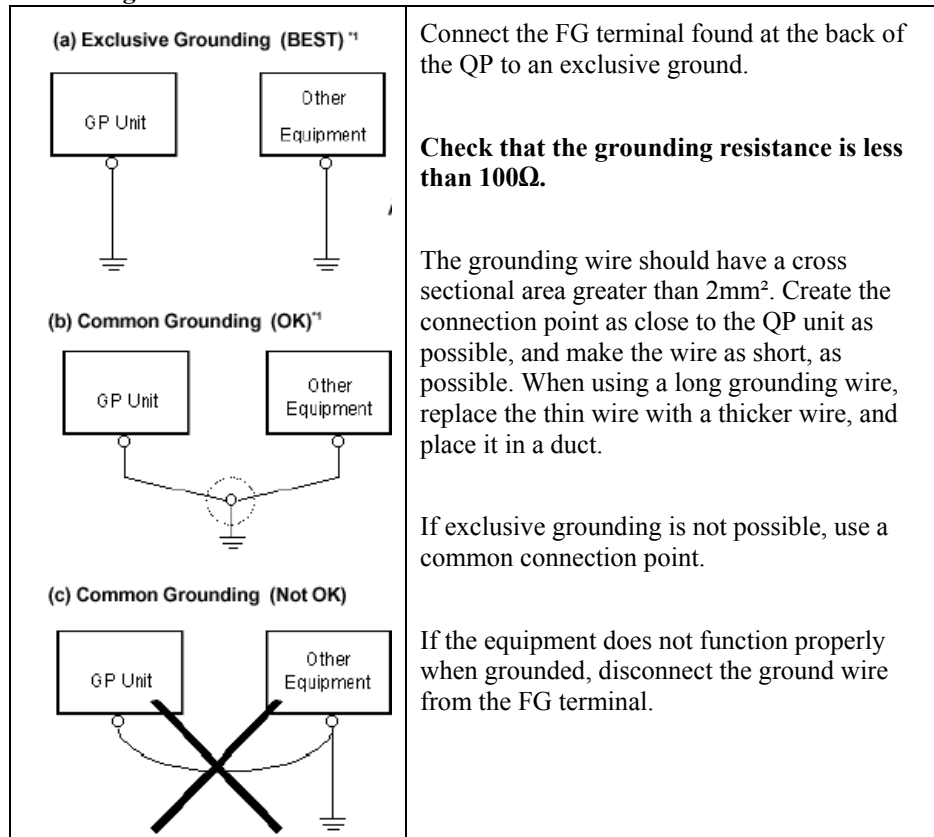 (a) Exclusive Grounding (BEST) *1
GP Unit
Other
Equipment
(b) Common Grounding (OK)*1
GP Unit
Other
Equipment
(c) Common Grounding (Not OK)
GP Unit
Other
Equipment
Connect the FG terminal found at the back of
the QP to an exclusive ground.
Check that the grounding resistance is less
than 100Ω.
The grounding wire should have a cross
sectional area greater than 2mm². Create the
connection point as close to the QP unit as
possible, and make the wire as short, as
possible. When using a long grounding wire,
replace the thin wire with a thicker wire, and
place it in a duct.
If exclusive grounding is not possible, use a
common connection point.
If the equipment does not function properly
when grounded, disconnect the ground wire
from the FG terminal.